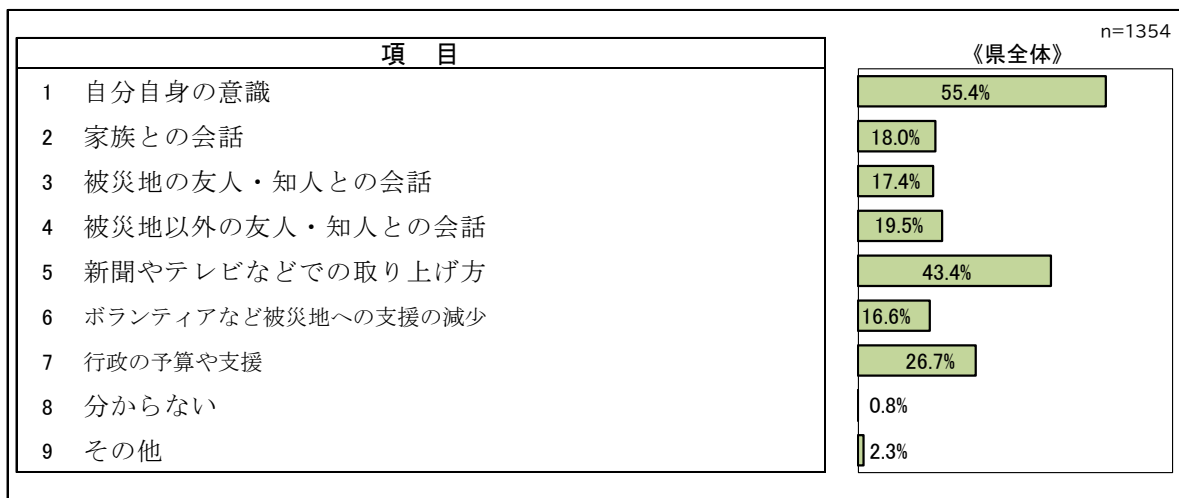 n=1354
項 目 《県全体》
1 自分自身の意識 55.4%
2 家族との会話 18.0%
3 被災地の友人・知人との会話 17.4%
4 被災地以外の友人・知人との会話 19.5%
5 新聞やテレビなどでの取り上げ方 43.4%
6 ボランティアなど被災地への支援の減少 16.6%
7 行政の予算や支援 26.7%
8 分からない 0.8%
9 その他 2.3%